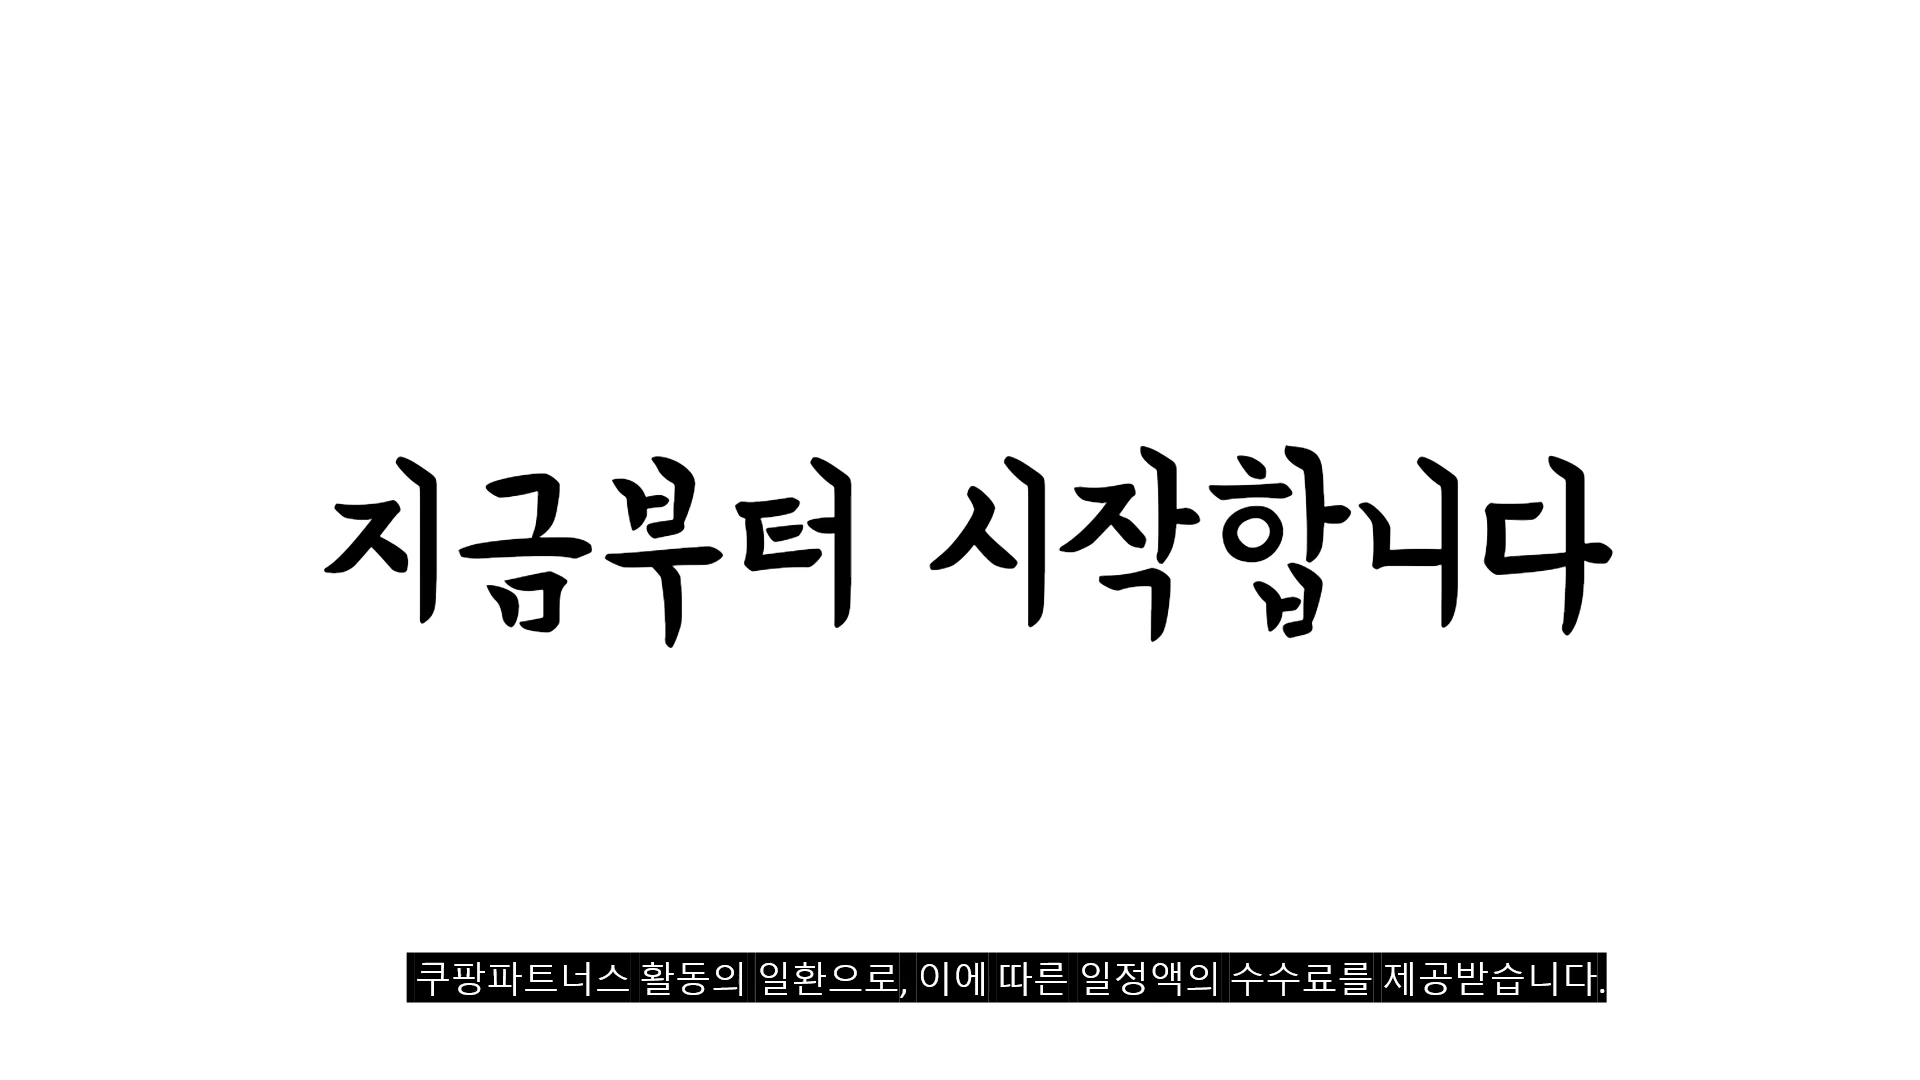 지금부터 시작합니다
쿠팡파트너스 활동의 일환으로, 이에 따른 일정액의 수수료를 제공받습니다.